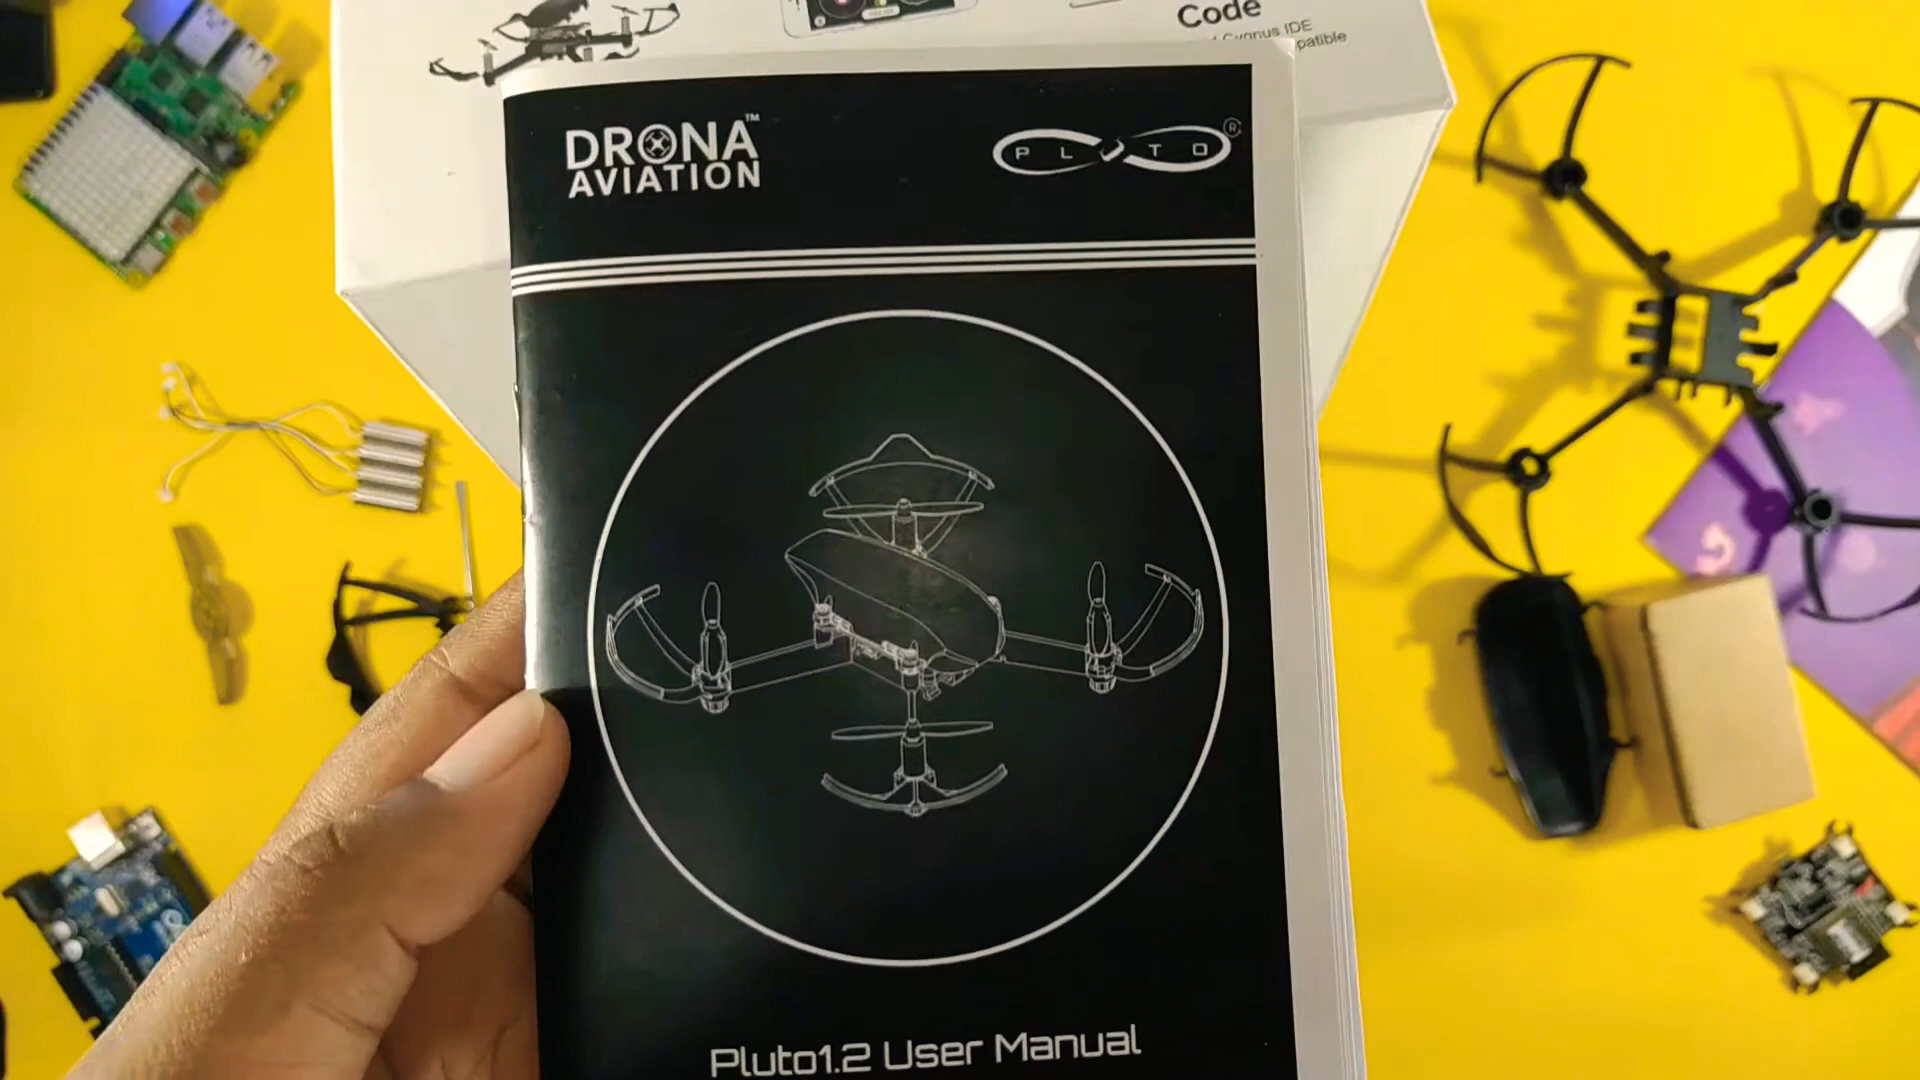 Code
Cygnus IDE
patible
DRONA™
AVIATION
PLUTO®
Pluto1.2 User Manual